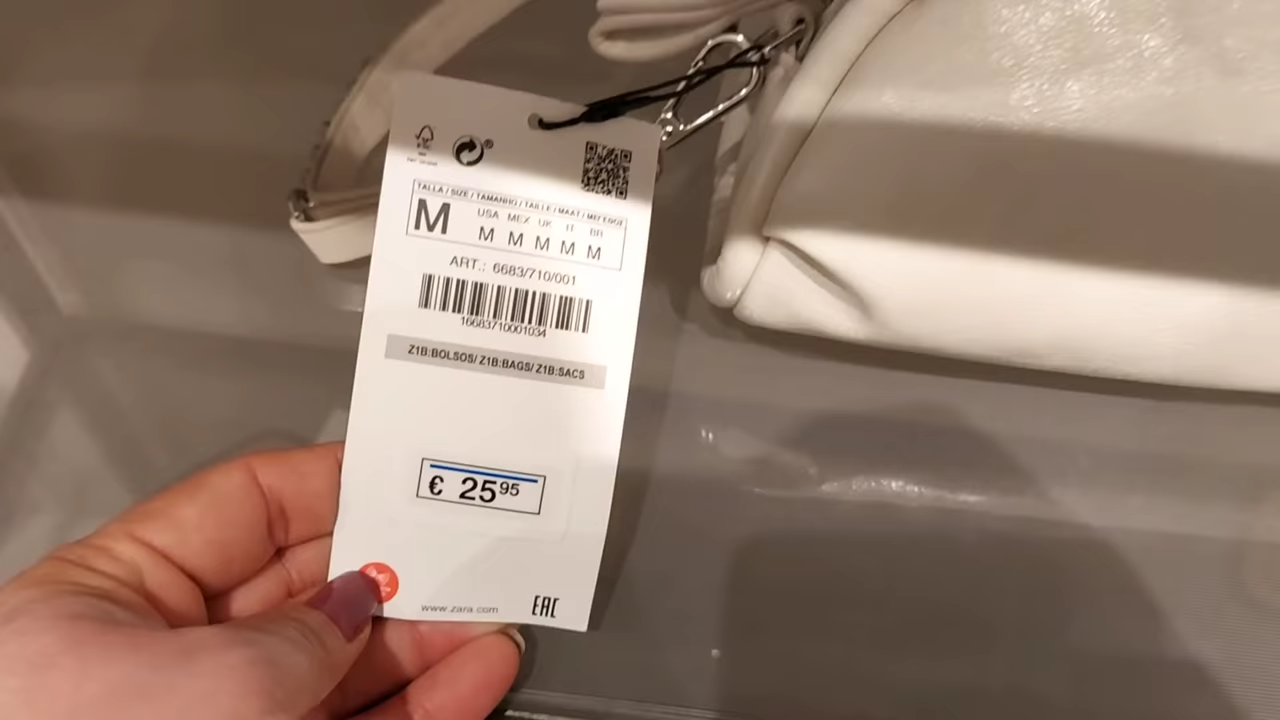 TALLA / SIZE / TAMANHO / TAILLE / MAAT /
M
USA MEX UK IT BR
M M M M M
ART.: 6683/710/001
16683710001034
Z1B:BOLSOS/ Z1B:BAGS/ Z1B:SACS
€ 25 95
www.zara.com
EAC